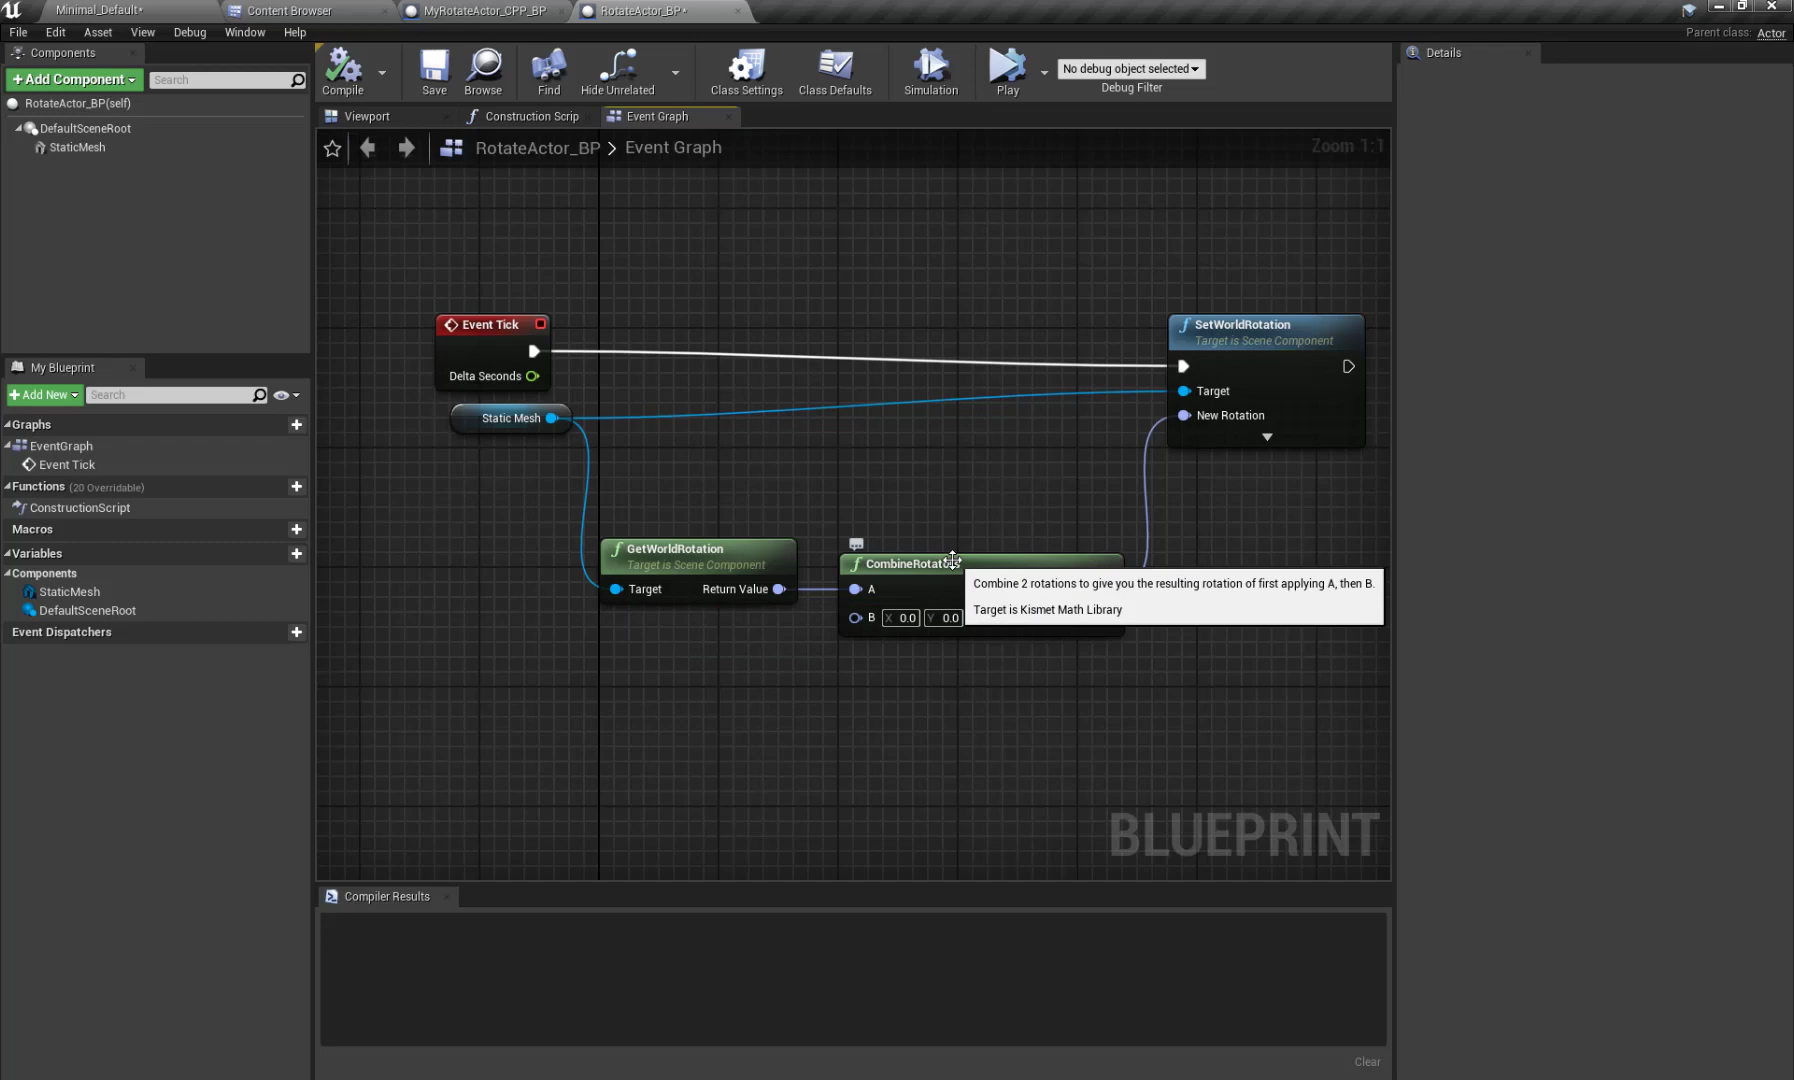 Minimal_Default*
Content Browser
MyRotateActor_CPP_BP
RotateActor_BP*
File Edit Asset View Debug Window Help
Parent class: Actor
Components
+Add Component
Search
RotateActor_BP(self)
DefaultSceneRoot
StaticMesh
Compile
Save
Browse
Find
Hide Unrelated
Class Settings
Class Defaults
Simulation
Play
No debug object selected
Debug Filter
Details
Viewport
Construction Scrip
Event Graph
RotateActor_BP > Event Graph
Zoom 1:1
Event Tick
Delta Seconds
Static Mesh
SetWorldRotation
Target is Scene Component
Target
New Rotation
GetWorldRotation
Target is Scene Component
Target Return Value
A
B X 0.0 Y 0.0
Combine 2 rotations to give you the resulting rotation of first applying A, then B.
Target is Kismet Math Library
BLUEPRINT
My Blueprint
+Add New
Search
Graphs
EventGraph
Event Tick
Functions (20 Overridable)
ConstructionScript
Macros
Variables
Components
StaticMesh
DefaultSceneRoot
Event Dispatchers
Compiler Results
Clear